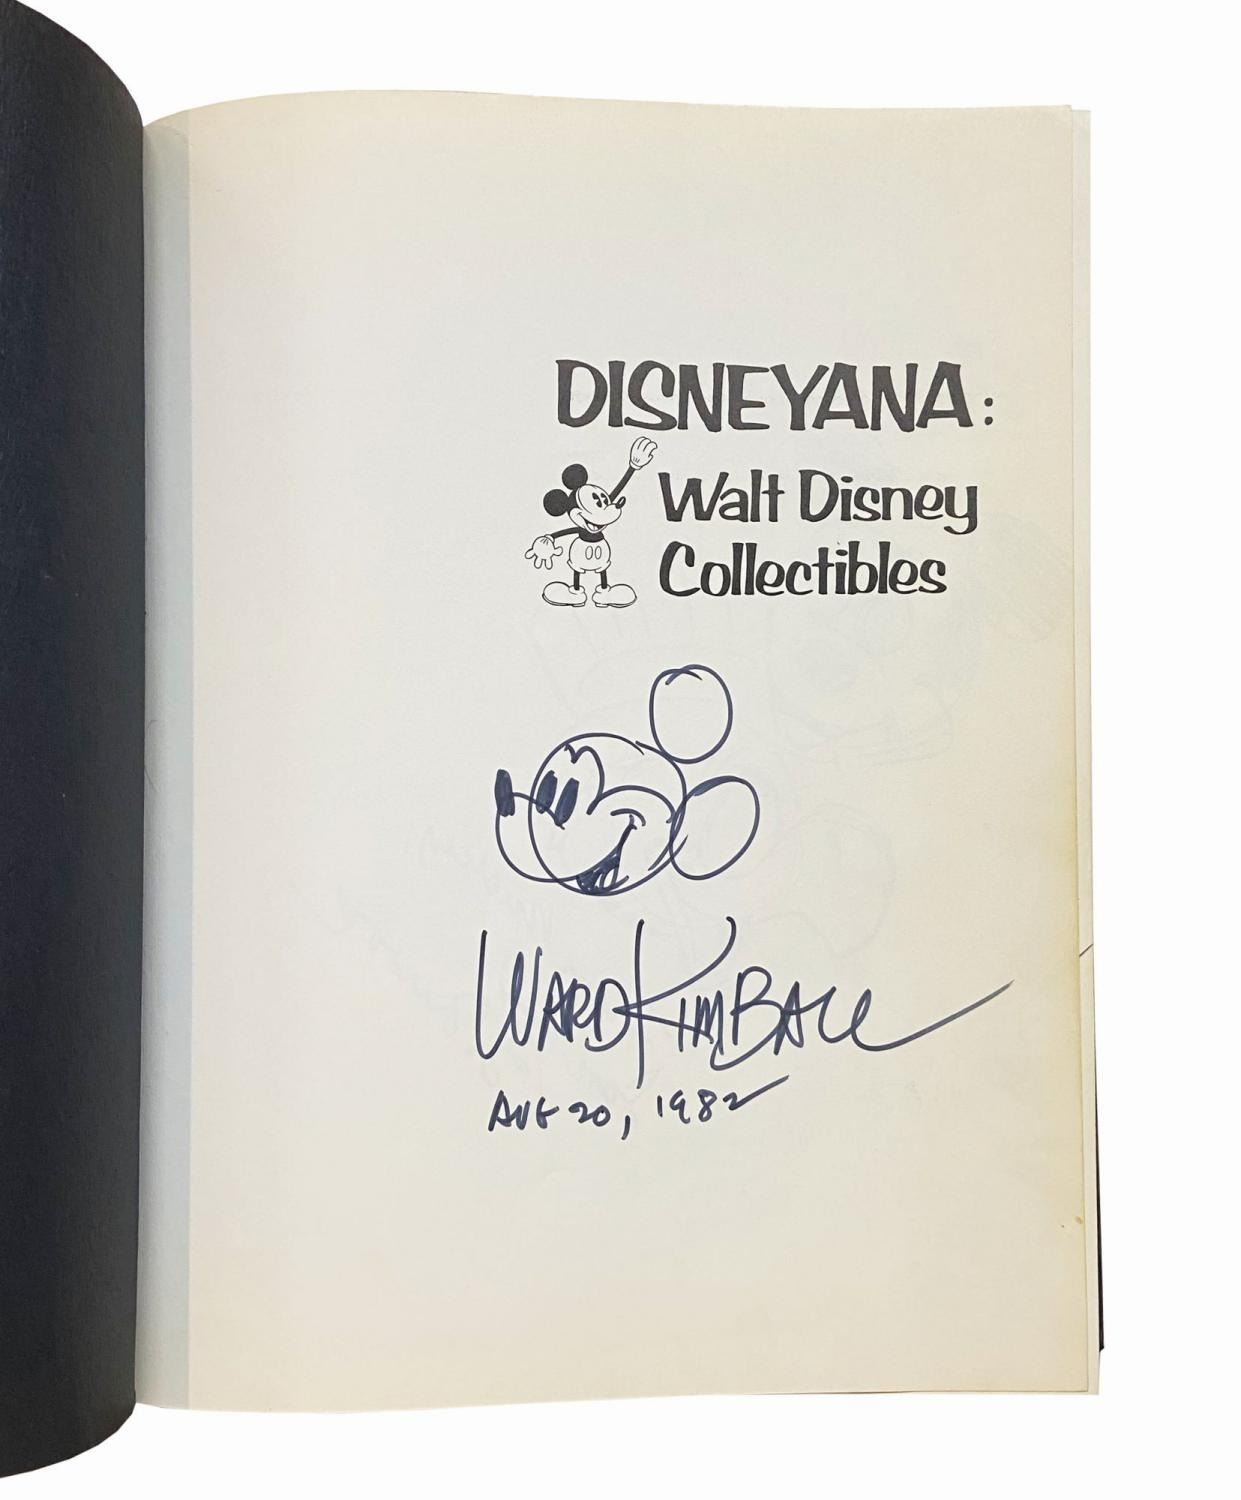 DISNEYANA:
Walt Disney
Collectibles
WARD KIMBALL
AUG 20, 1982